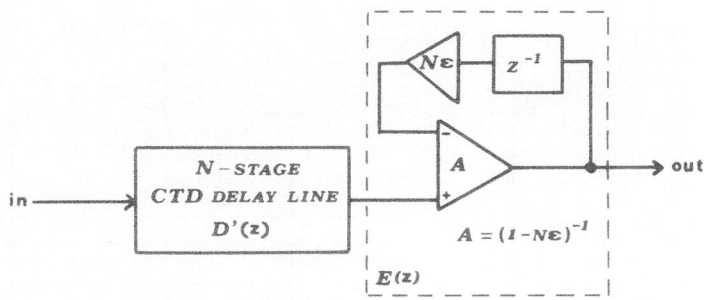 Nε
z⁻¹
−
A
+
N-STAGE
CTD DELAY LINE
D'(z)
in
out
A = (1-Nε)⁻¹
E(z)